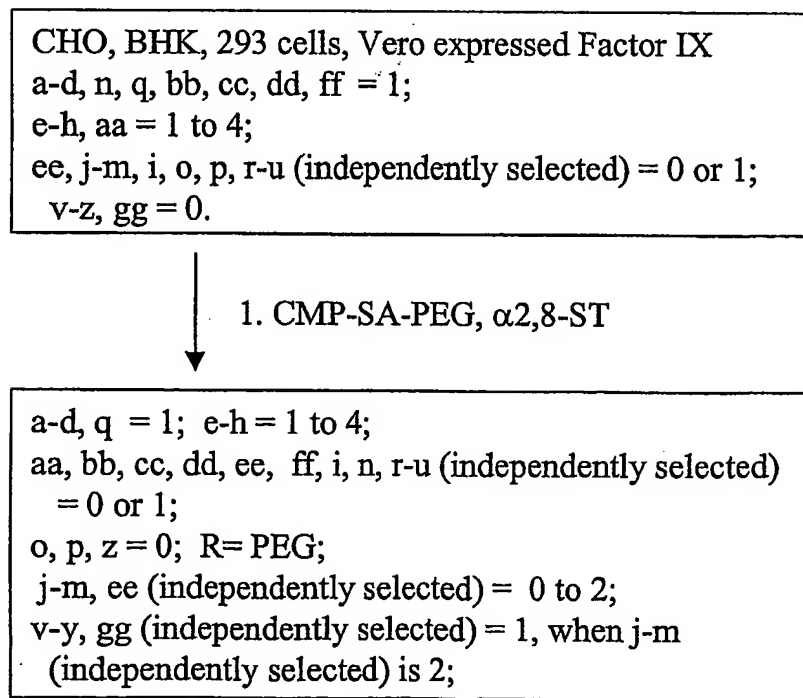 CHO, BHK, 293 cells, Vero expressed Factor IX
a-d, n, q, bb, cc, dd, ff = 1;
e-h, aa = 1 to 4;
ee, j-m, i, o, p, r-u (independently selected) = 0 or 1;
v-z, gg = 0.
1. CMP-SA-PEG, α2,8-ST
a-d, q = 1; e-h = 1 to 4;
aa, bb, cc, dd, ee, ff, i, n, r-u (independently selected)
= 0 or 1;
o, p, z = 0; R= PEG;
j-m, ee (independently selected) = 0 to 2;
v-y, gg (independently selected) = 1, when j-m
(independently selected) is 2;